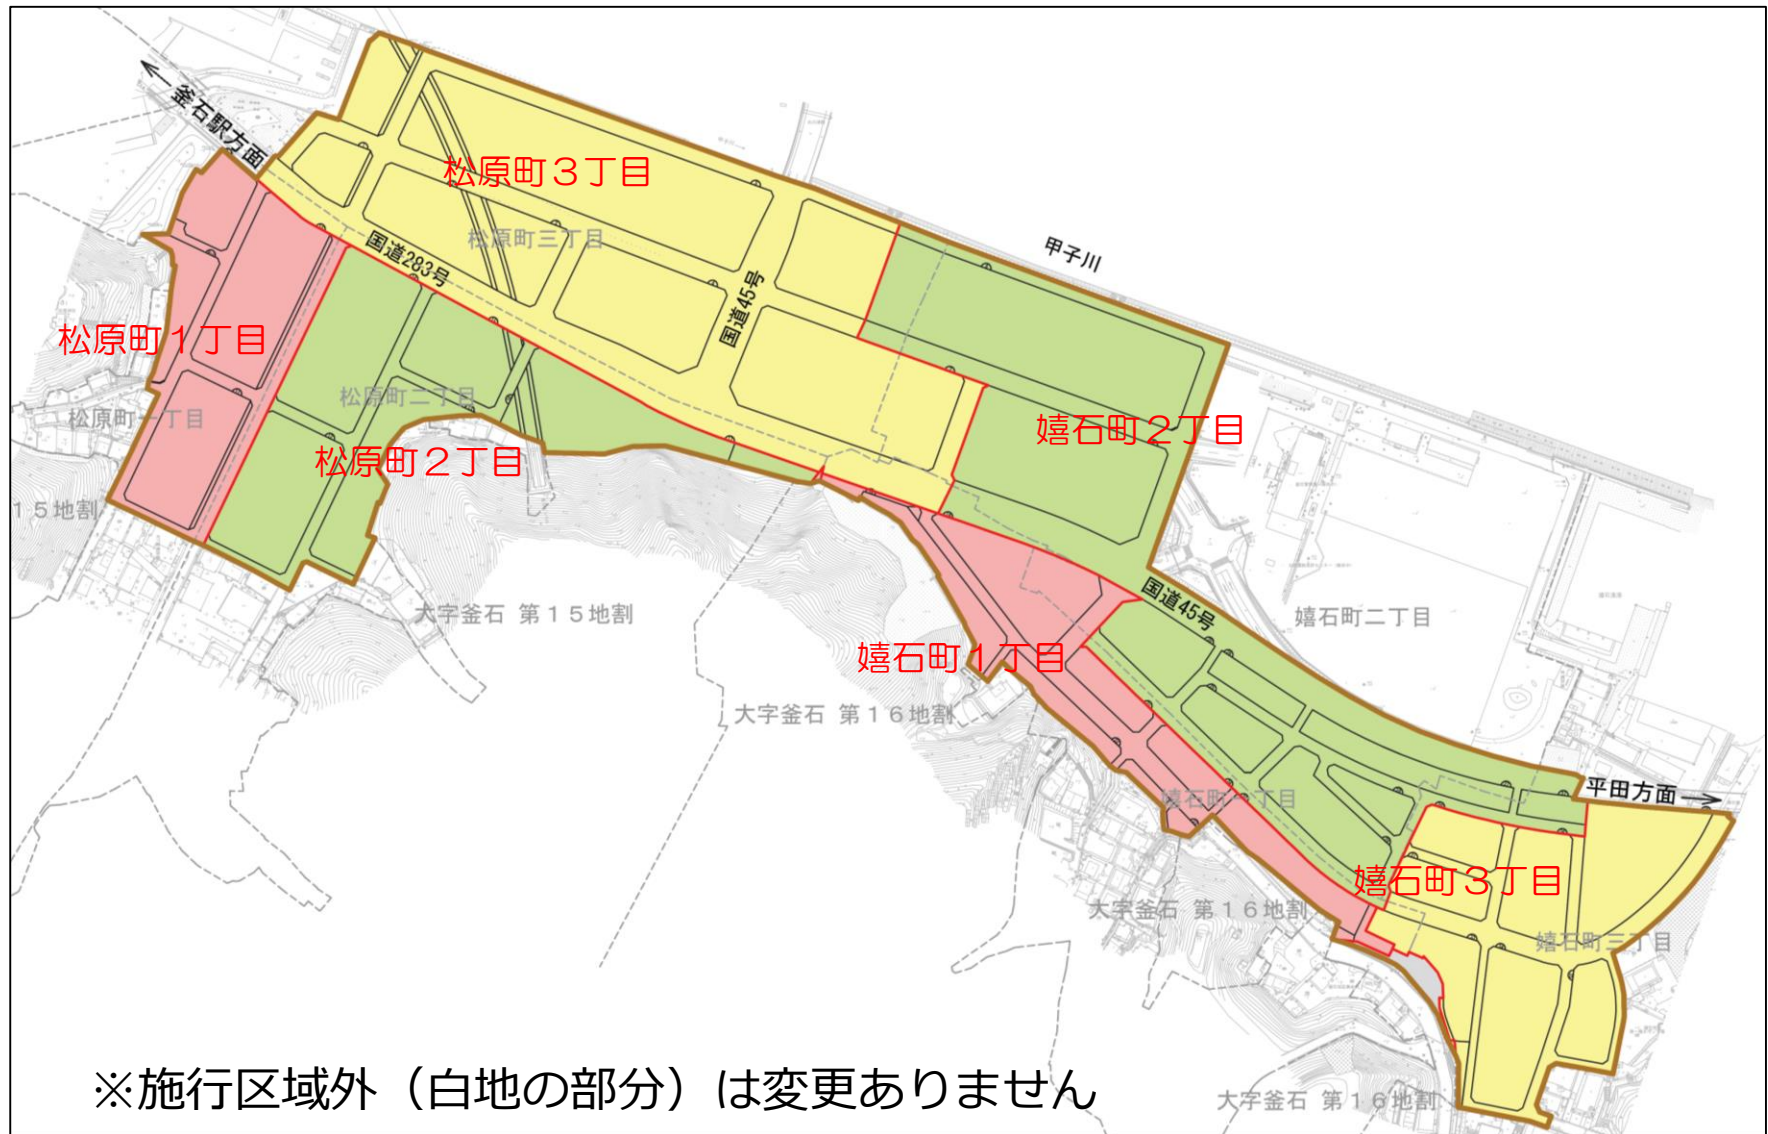 釜石駅方面
松原町３丁目
松原町三丁目
国道283号
国道45号
甲子川
松原町１丁目
松原町一丁目
松原町二丁目
松原町２丁目
嬉石町２丁目
１５地割
大字釜石 第１５地割
国道45号
嬉石町二丁目
嬉石町１丁目
大字釜石 第１６地割
嬉石町一丁目
平田方面
嬉石町３丁目
大字釜石 第１６地割
嬉石町三丁目
※施行区域外（白地の部分）は変更ありません
大字釜石 第１６地割